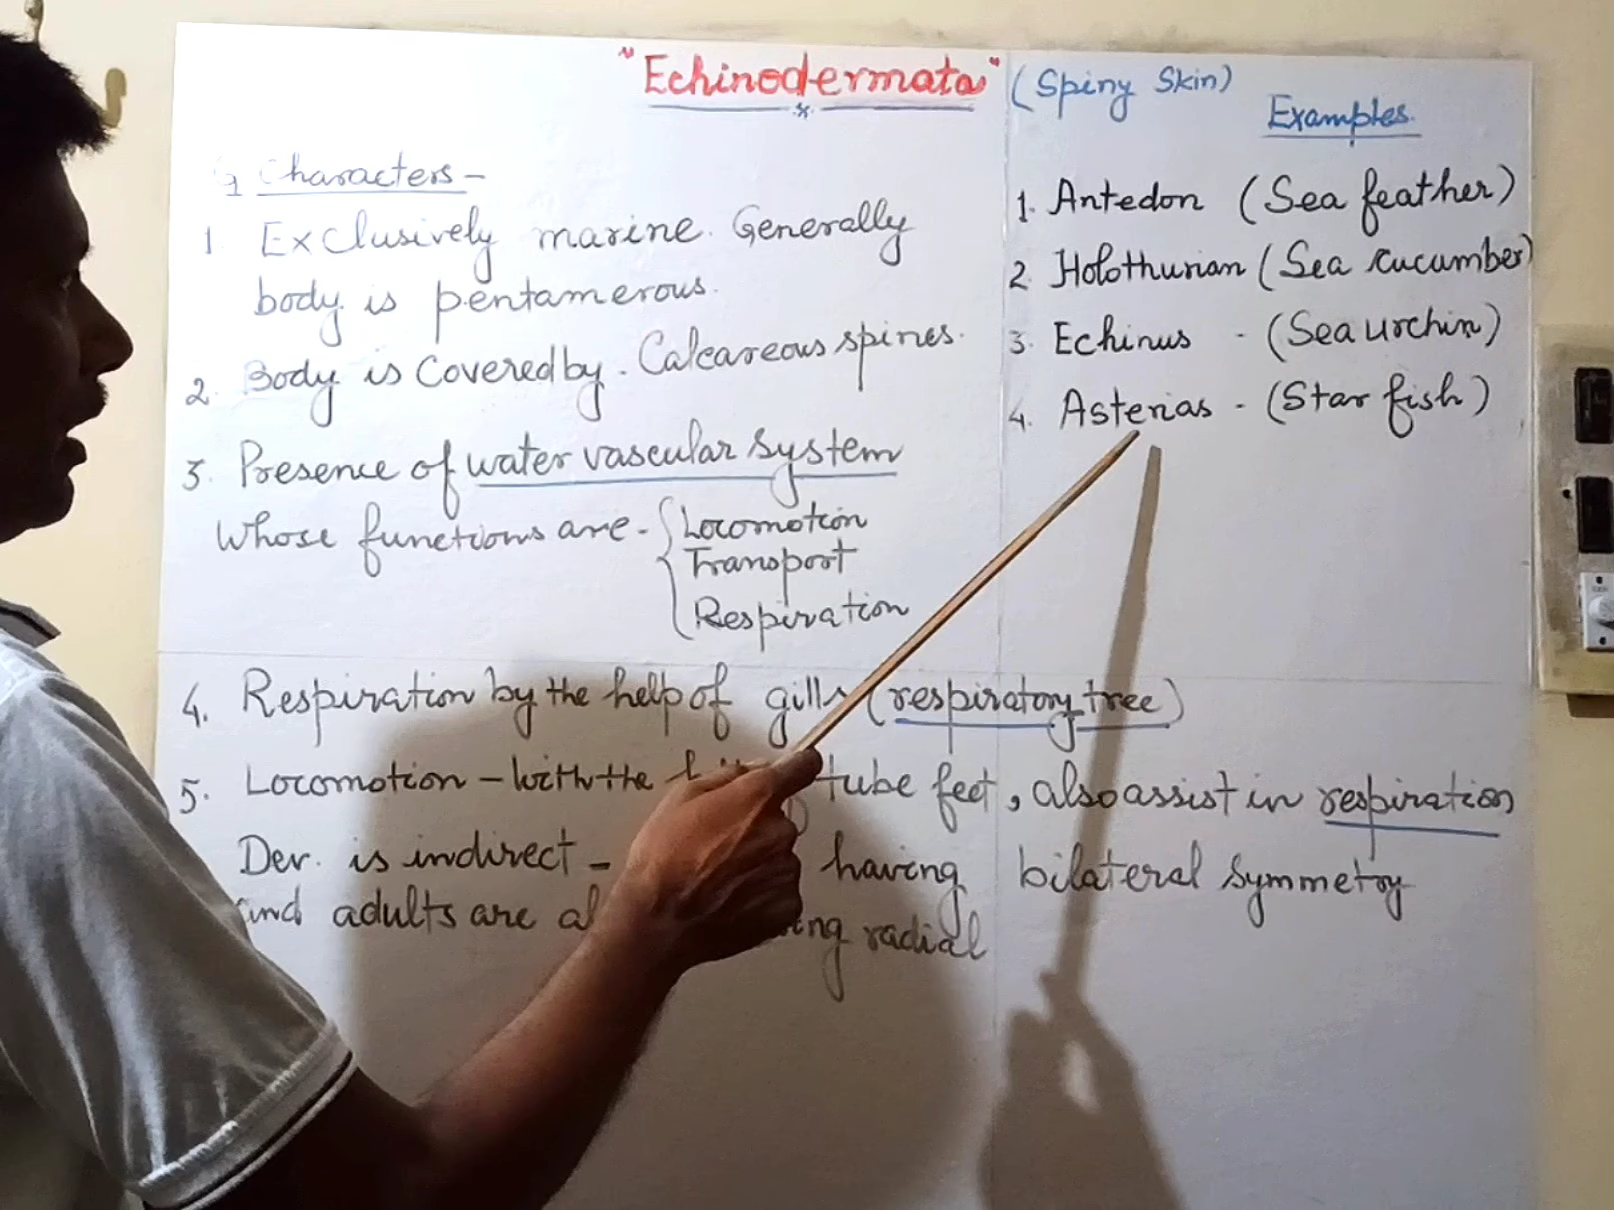 "Echinodermata" (Spiny Skin)
Examples.
G Characters -
1 Exclusively marine. Generally
body is pentamerous.
2. Body is covered by. Calcareous spines.
3. Presence of water vascular system
Whose functions are - Locomotion
Transport
Respiration
1. Antedon (Sea feather)
2. Holothurian (Sea cucumber)
3. Echinus - (Sea urchin)
4. Asterias - (Star fish)
4. Respiration by the help of gills (respiratory tree)
5. Locomotion - with the tube feet, also assist in respiration
Dev. is indirect - having bilateral symmetry
and adults are radial